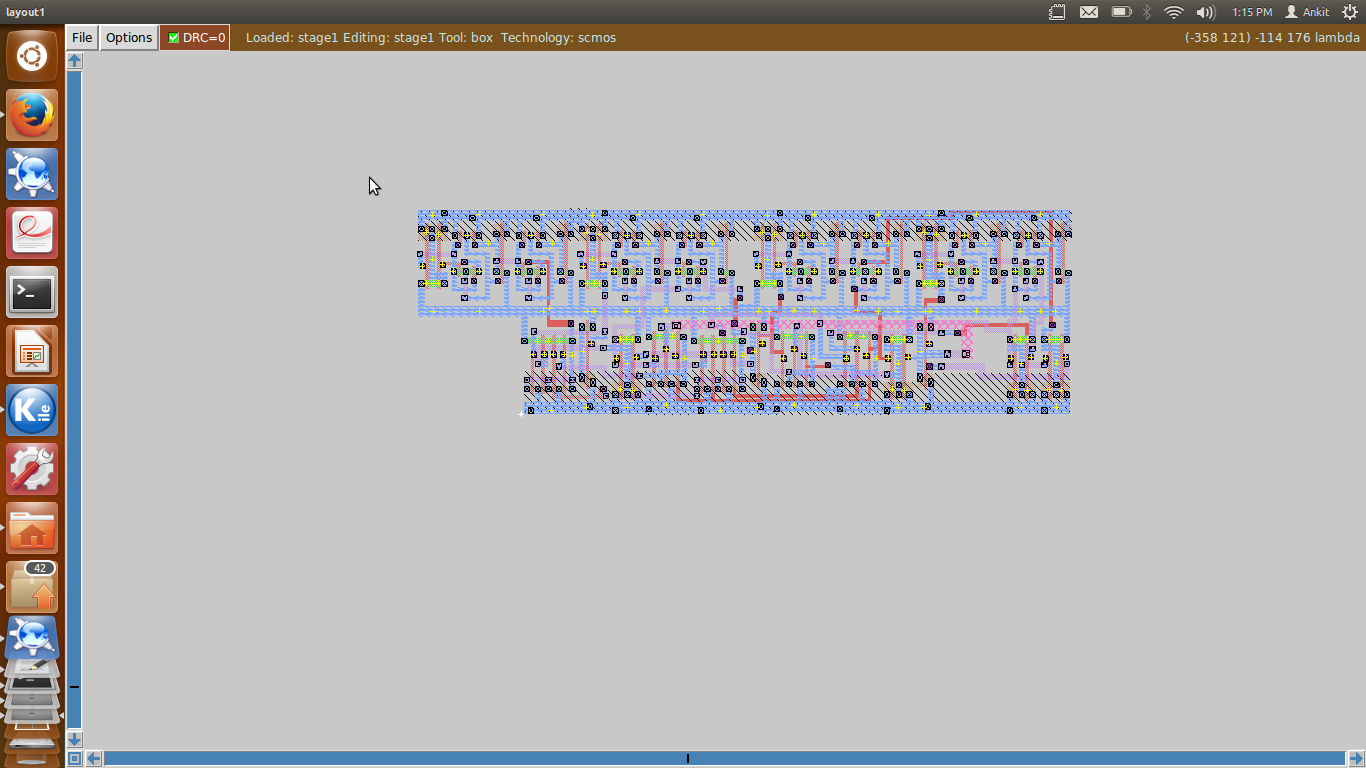 layout1
1:15 PM Ankit
File Options DRC=0 Loaded: stage1 Editing: stage1 Tool: box Technology: scmos (-358 121) -114 176 lambda
>_
K ile
42